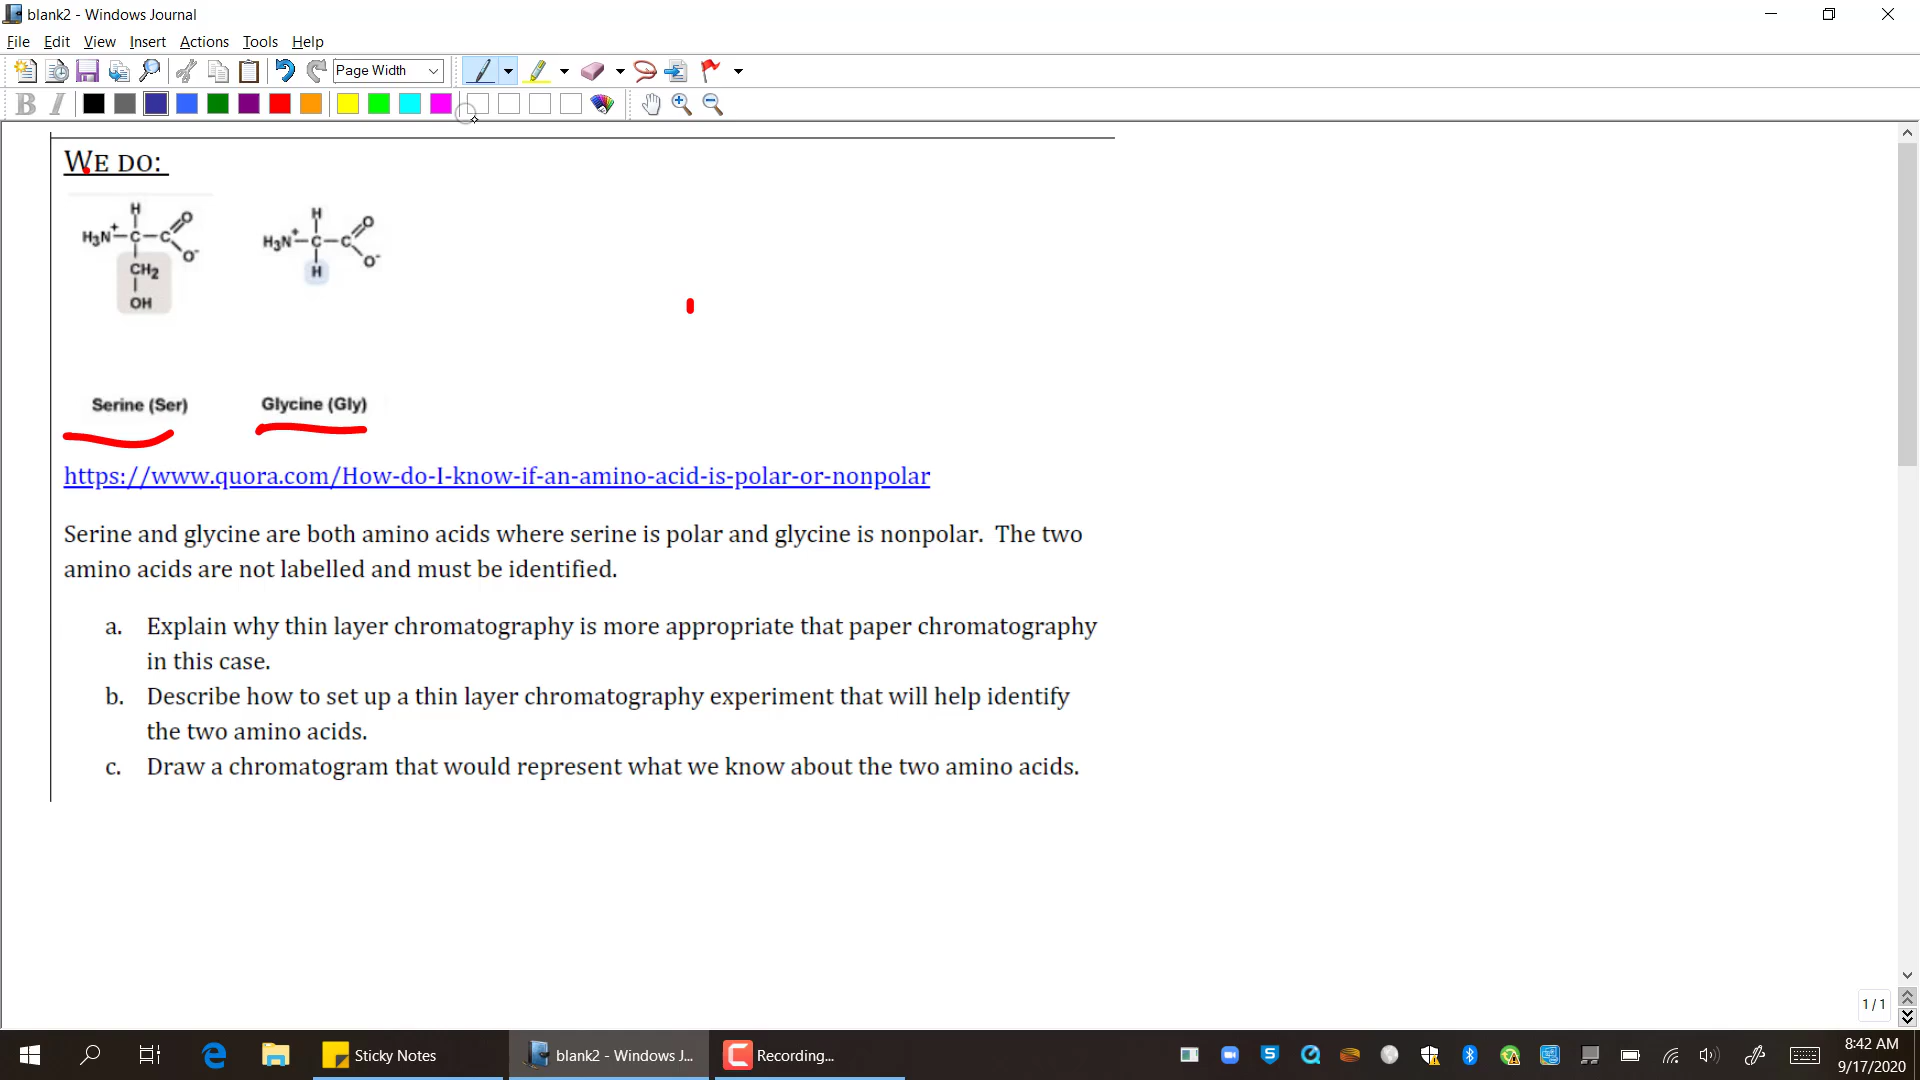 blank2 - Windows Journal
File Edit View Insert Actions Tools Help
Page Width
B I
WE DO:
H H
H3N+ C C O O- H3N+ C C O O-
CH2 H
OH
Serine (Ser) Glycine (Gly)
https://www.quora.com/How-do-I-know-if-an-amino-acid-is-polar-or-nonpolar
Serine and glycine are both amino acids where serine is polar and glycine is nonpolar. The two
amino acids are not labelled and must be identified.
a. Explain why thin layer chromatography is more appropriate that paper chromatography
in this case.
b. Describe how to set up a thin layer chromatography experiment that will help identify
the two amino acids.
c. Draw a chromatogram that would represent what we know about the two amino acids.
1 / 1
Sticky Notes blank2 - Windows J... Recording... 8:42 AM
9/17/2020